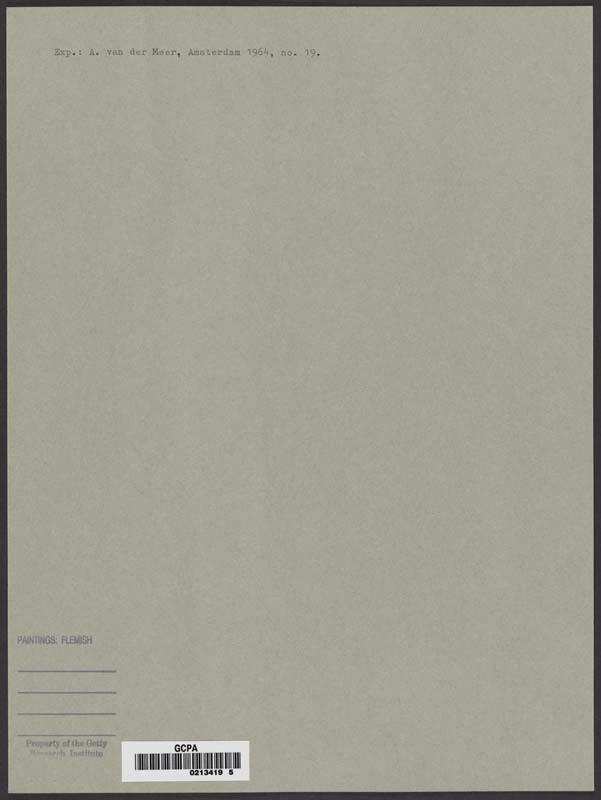 Exp.: A. van der Meer, Amsterdam 1964, no. 19.
PAINTINGS: FLEMISH
Property of the Getty
Research Institute
GCPA
0213419 5